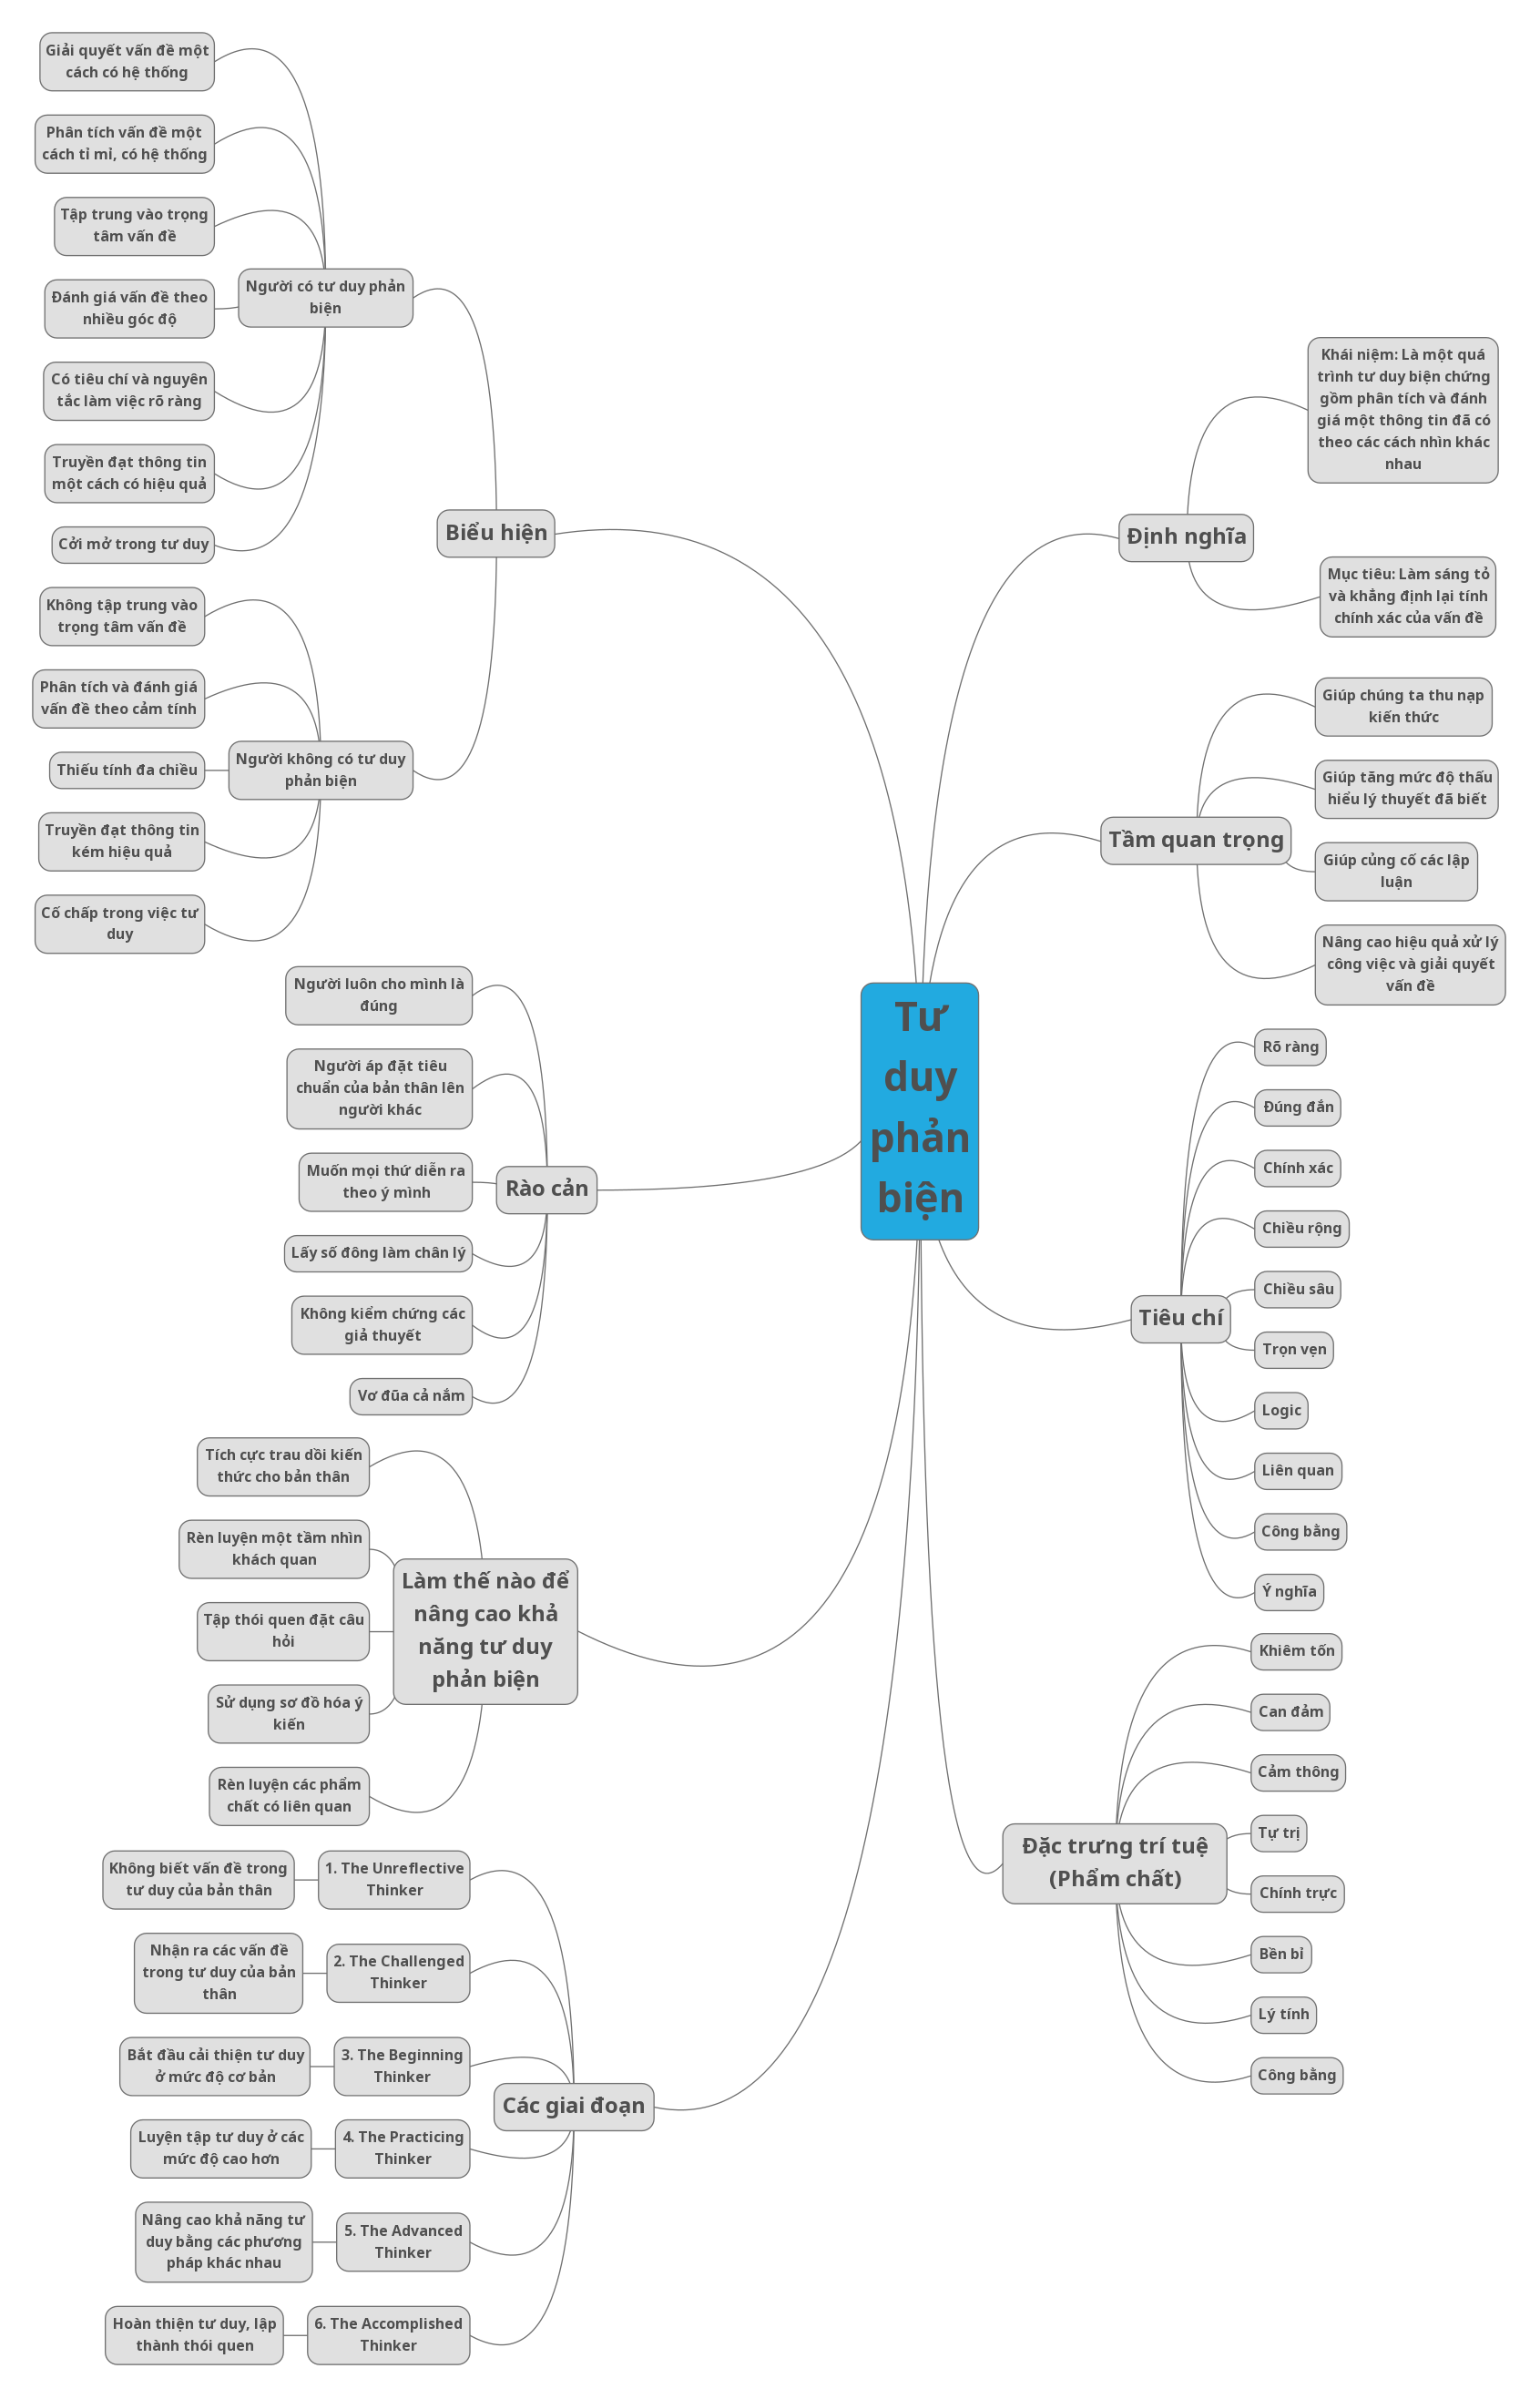 Tư
duy
phản
biện
Định nghĩa
Khái niệm: Là một quá
trình tư duy biện chứng
gồm phân tích và đánh
giá một thông tin đã có
theo các cách nhìn khác
nhau
Mục tiêu: Làm sáng tỏ
và khẳng định lại tính
chính xác của vấn đề
Tầm quan trọng
Giúp chúng ta thu nạp
kiến thức
Giúp tăng mức độ thấu
hiểu lý thuyết đã biết
Giúp củng cố các lập
luận
Nâng cao hiệu quả xử lý
công việc và giải quyết
vấn đề
Tiêu chí
Rõ ràng
Đúng đắn
Chính xác
Chiều rộng
Chiều sâu
Trọn vẹn
Logic
Liên quan
Công bằng
Ý nghĩa
Đặc trưng trí tuệ
(Phẩm chất)
Khiêm tốn
Can đảm
Cảm thông
Tự trị
Chính trực
Bền bỉ
Lý tính
Công bằng
Biểu hiện
Người có tư duy phản
biện
Giải quyết vấn đề một
cách có hệ thống
Phân tích vấn đề một
cách tỉ mỉ, có hệ thống
Tập trung vào trọng
tâm vấn đề
Đánh giá vấn đề theo
nhiều góc độ
Có tiêu chí và nguyên
tắc làm việc rõ ràng
Truyền đạt thông tin
một cách có hiệu quả
Cởi mở trong tư duy
Người không có tư duy
phản biện
Không tập trung vào
trọng tâm vấn đề
Phân tích và đánh giá
vấn đề theo cảm tính
Thiếu tính đa chiều
Truyền đạt thông tin
kém hiệu quả
Cố chấp trong việc tư
duy
Rào cản
Người luôn cho mình là
đúng
Người áp đặt tiêu
chuẩn của bản thân lên
người khác
Muốn mọi thứ diễn ra
theo ý mình
Lấy số đông làm chân lý
Không kiểm chứng các
giả thuyết
Vơ đũa cả nắm
Làm thế nào để
nâng cao khả
năng tư duy
phản biện
Tích cực trau dồi kiến
thức cho bản thân
Rèn luyện một tầm nhìn
khách quan
Tập thói quen đặt câu
hỏi
Sử dụng sơ đồ hóa ý
kiến
Rèn luyện các phẩm
chất có liên quan
Các giai đoạn
1. The Unreflective
Thinker
Không biết vấn đề trong
tư duy của bản thân
2. The Challenged
Thinker
Nhận ra các vấn đề
trong tư duy của bản
thân
3. The Beginning
Thinker
Bắt đầu cải thiện tư duy
ở mức độ cơ bản
4. The Practicing
Thinker
Luyện tập tư duy ở các
mức độ cao hơn
5. The Advanced
Thinker
Nâng cao khả năng tư
duy bằng các phương
pháp khác nhau
6. The Accomplished
Thinker
Hoàn thiện tư duy, lập
thành thói quen